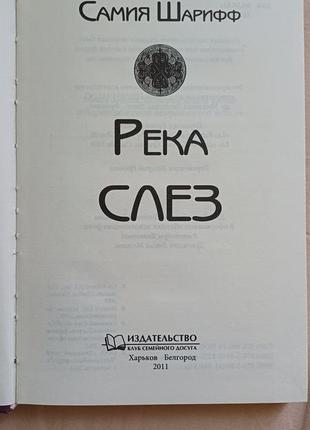 Самия Шарифф
Река
слез
ИЗДАТЕЛЬСТВО
КЛУБ СЕМЕЙНОГО ДОСУГА
Харьков Белгород
2011